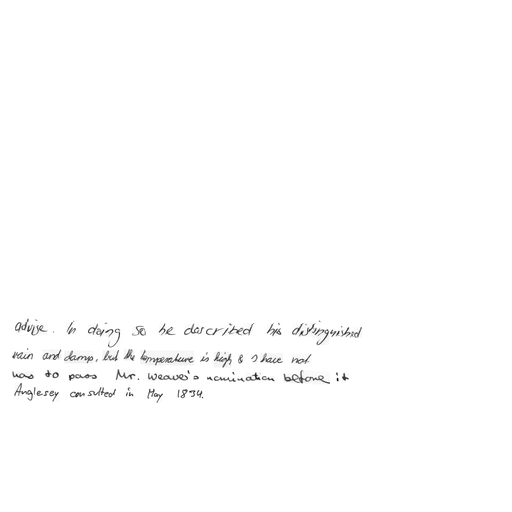 advise. In doing so he described his distinguished
rain and damp, but the temperature is high & I have not
has to pass Mr. Weaver's nomination before it
Anglesey consulted in May 1834.